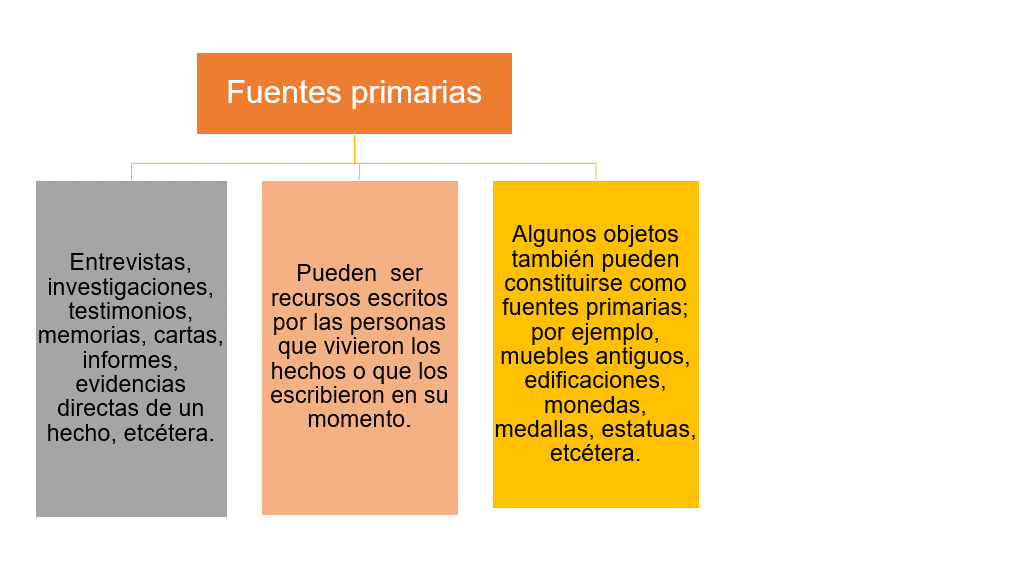 Fuentes primarias
Entrevistas,
investigaciones,
testimonios,
memorias, cartas,
informes,
evidencias
directas de un
hecho, etcétera.
Pueden  ser
recursos escritos
por las personas
que vivieron los
hechos o que los
escribieron en su
momento.
Algunos objetos
también pueden
constituirse como
fuentes primarias;
por ejemplo,
muebles antiguos,
edificaciones,
monedas,
medallas, estatuas,
etcétera.